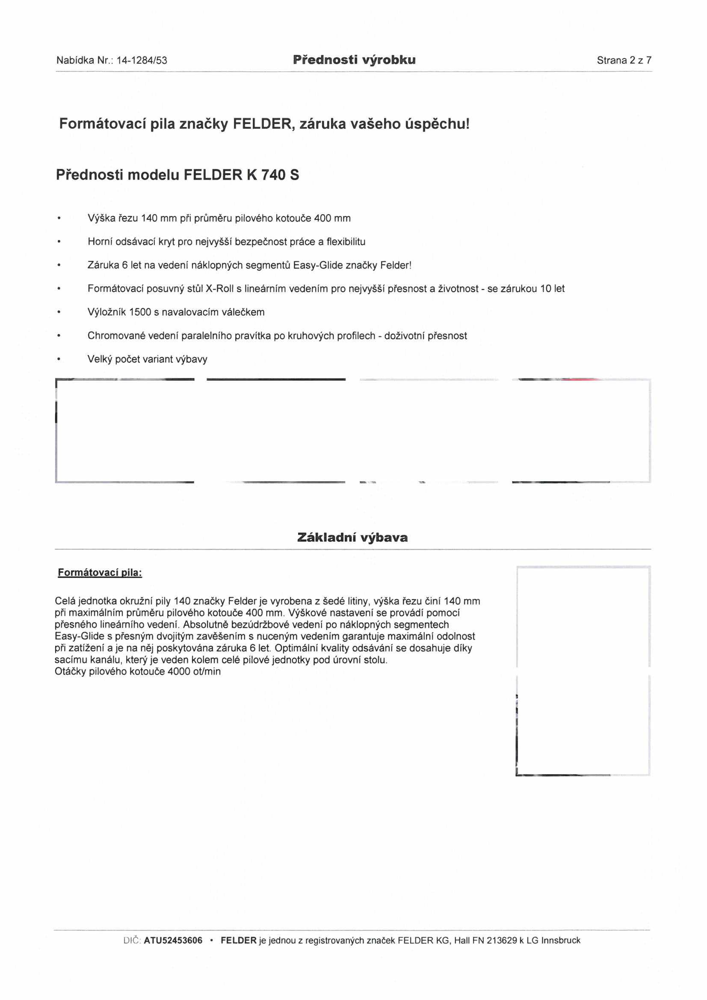 Nabídka Nr.: 14-1284/53
Přednosti výrobku
Strana 2 z 7
Formátovací pila značky FELDER, záruka vašeho úspěchu!
Přednosti modelu FELDER K 740 S
• Výška řezu 140 mm při průměru pilového kotouče 400 mm
• Horní odsávací kryt pro nejvyšší bezpečnost práce a flexibilitu
• Záruka 6 let na vedení náklopných segmentů Easy-Glide značky Felder!
• Formátovací posuvný stůl X-Roll s lineárním vedením pro nejvyšší přesnost a životnost - se zárukou 10 let
• Výložník 1500 s navalovacím válečkem
• Chromované vedení paralelního pravítka po kruhových profilech - doživotní přesnost
• Velký počet variant výbavy
Základní výbava
Formátovací pila:
Celá jednotka okružní pily 140 značky Felder je vyrobena z šedé litiny, výška řezu činí 140 mm
při maximálním průměru pilového kotouče 400 mm. Výškové nastavení se provádí pomocí
přesného lineárního vedení. Absolutně bezúdržbové vedení po náklopných segmentech
Easy-Glide s přesným dvojitým zavěšením s nuceným vedením garantuje maximální odolnost
při zatížení a je na něj poskytována záruka 6 let. Optimální kvality odsávání se dosahuje díky
sacímu kanálu, který je veden kolem celé pilové jednotky pod úrovní stolu.
Otáčky pilového kotouče 4000 ot/min
DIČ: ATU52453606 • FELDER je jednou z registrovaných značek FELDER KG, Hall FN 213629 k LG Innsbruck